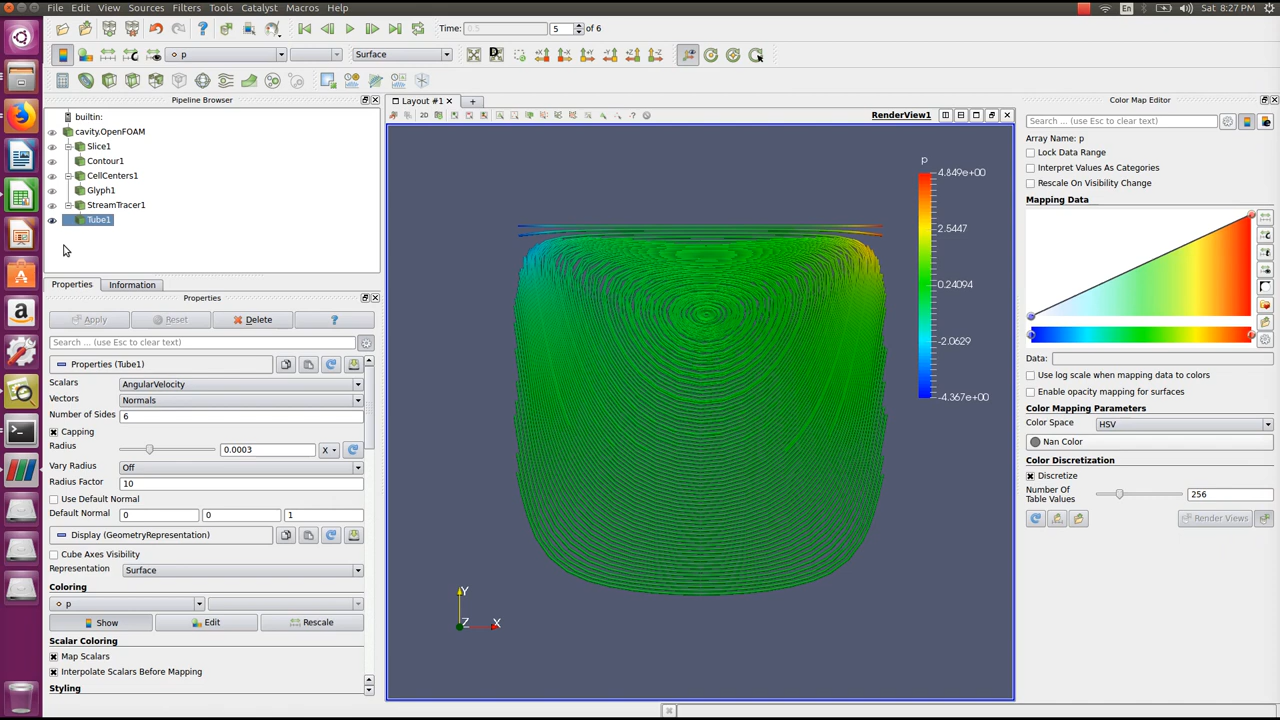 File Edit View Sources Filters Tools Catalyst Macros Help
En
Sat 8:27 PM
Time: 0.5 5 of 6
p
Surface
+X -X +Y -Y +Z -Z
Pipeline Browser
builtin:
cavity.OpenFOAM
Slice1
Contour1
CellCenters1
Glyph1
StreamTracer1
Tube1
Properties Information
Properties
Apply Reset Delete ?
Search ... (use Esc to clear text)
Properties (Tube1)
Scalars AngularVelocity
Vectors Normals
Number of Sides 6
Capping
Radius 0.0003 X
Vary Radius Off
Radius Factor 10
Use Default Normal
Default Normal 0 0 1
Display (GeometryRepresentation)
Cube Axes Visibility
Representation Surface
Coloring
p
Show Edit Rescale
Scalar Coloring
Map Scalars
Interpolate Scalars Before Mapping
Styling
Layout #1 +
2D RenderView1
p
4.849e+00
2.5447
0.24094
-2.0629
-4.367e+00
Y
Z X
Color Map Editor
Search ... (use Esc to clear text)
Array Name: p
Lock Data Range
Interpret Values As Categories
Rescale On Visibility Change
Mapping Data
Data:
Use log scale when mapping data to colors
Enable opacity mapping for surfaces
Color Mapping Parameters
Color Space HSV
Nan Color
Color Discretization
Discretize
Number Of Table Values 256
Render Views